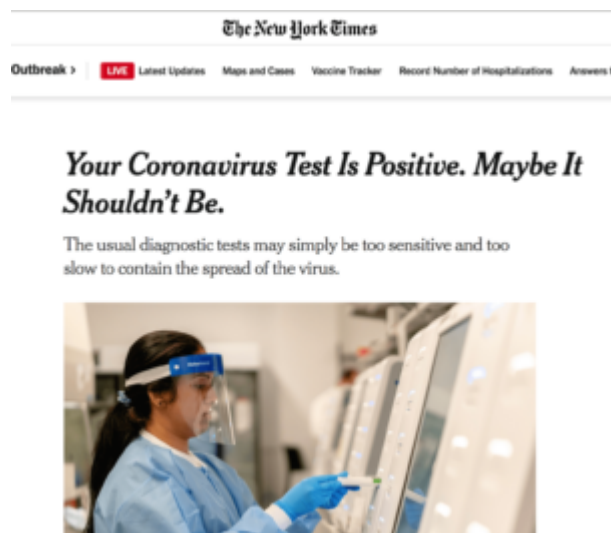 The New York Times
Outbreak > LIVE Latest Updates Maps and Cases Vaccine Tracker Record Number of Hospitalizations Answers
Your Coronavirus Test Is Positive. Maybe It
Shouldn't Be.
The usual diagnostic tests may simply be too sensitive and too
slow to contain the spread of the virus.